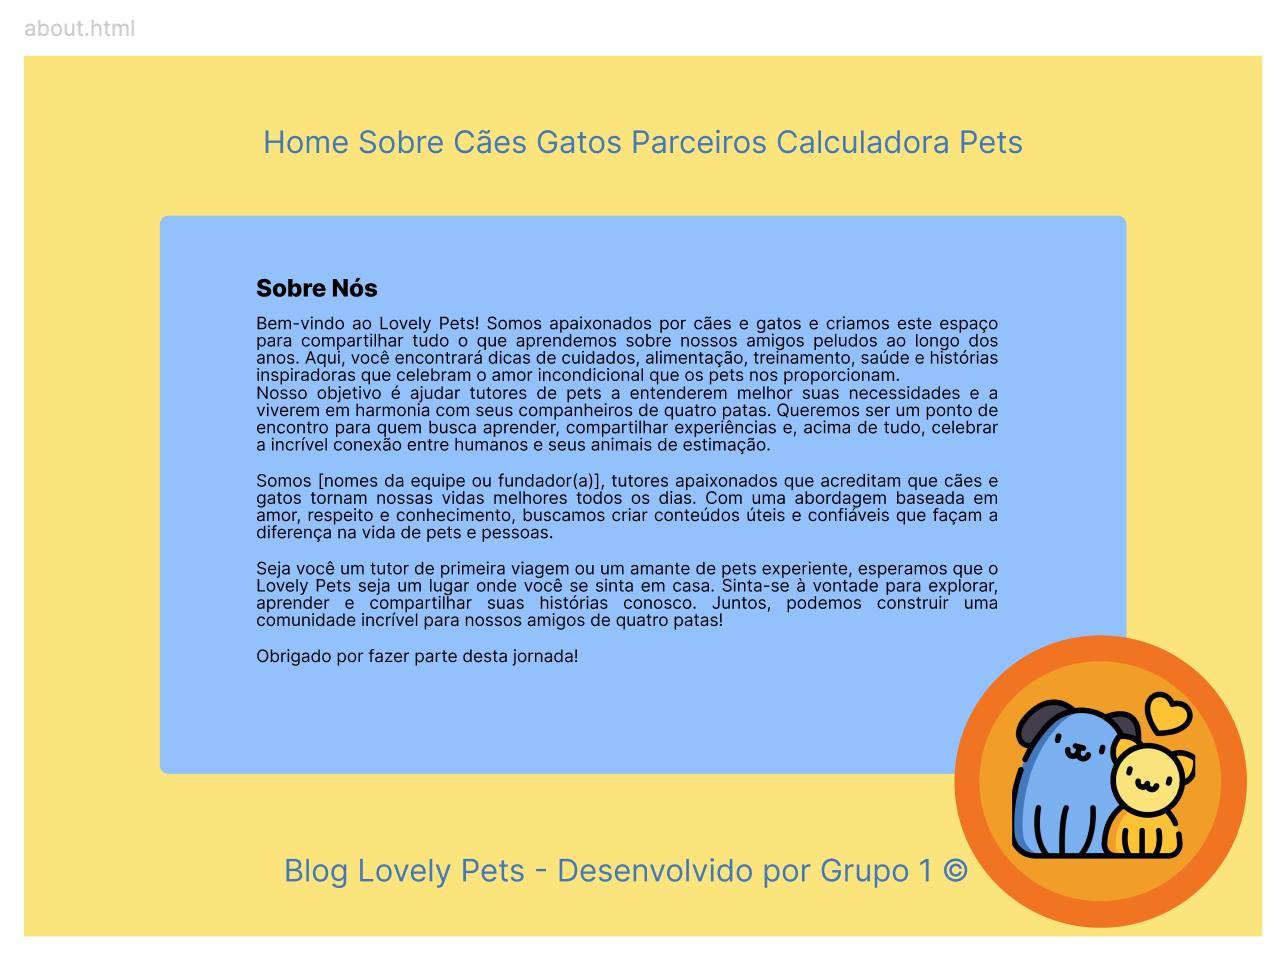 about.html
Home Sobre Cães Gatos Parceiros Calculadora Pets
Sobre Nós
Bem-vindo ao Lovely Pets! Somos apaixonados por cães e gatos e criamos este espaço
para compartilhar tudo o que aprendemos sobre nossos amigos peludos ao longo dos
anos. Aqui, você encontrará dicas de cuidados, alimentação, treinamento, saúde e histórias
inspiradoras que celebram o amor incondicional que os pets nos proporcionam.
Nosso objetivo é ajudar tutores de pets a entenderem melhor suas necessidades e a
viverem em harmonia com seus companheiros de quatro patas. Queremos ser um ponto de
encontro para quem busca aprender, compartilhar experiências e, acima de tudo, celebrar
a incrível conexão entre humanos e seus animais de estimação.
Somos [nomes da equipe ou fundador(a)], tutores apaixonados que acreditam que cães e
gatos tornam nossas vidas melhores todos os dias. Com uma abordagem baseada em
amor, respeito e conhecimento, buscamos criar conteúdos úteis e confiáveis que façam a
diferença na vida de pets e pessoas.
Seja você um tutor de primeira viagem ou um amante de pets experiente, esperamos que o
Lovely Pets seja um lugar onde você se sinta em casa. Sinta-se à vontade para explorar,
aprender e compartilhar suas histórias conosco. Juntos, podemos construir uma
comunidade incrível para nossos amigos de quatro patas!
Obrigado por fazer parte desta jornada!
Blog Lovely Pets - Desenvolvido por Grupo 1 ©